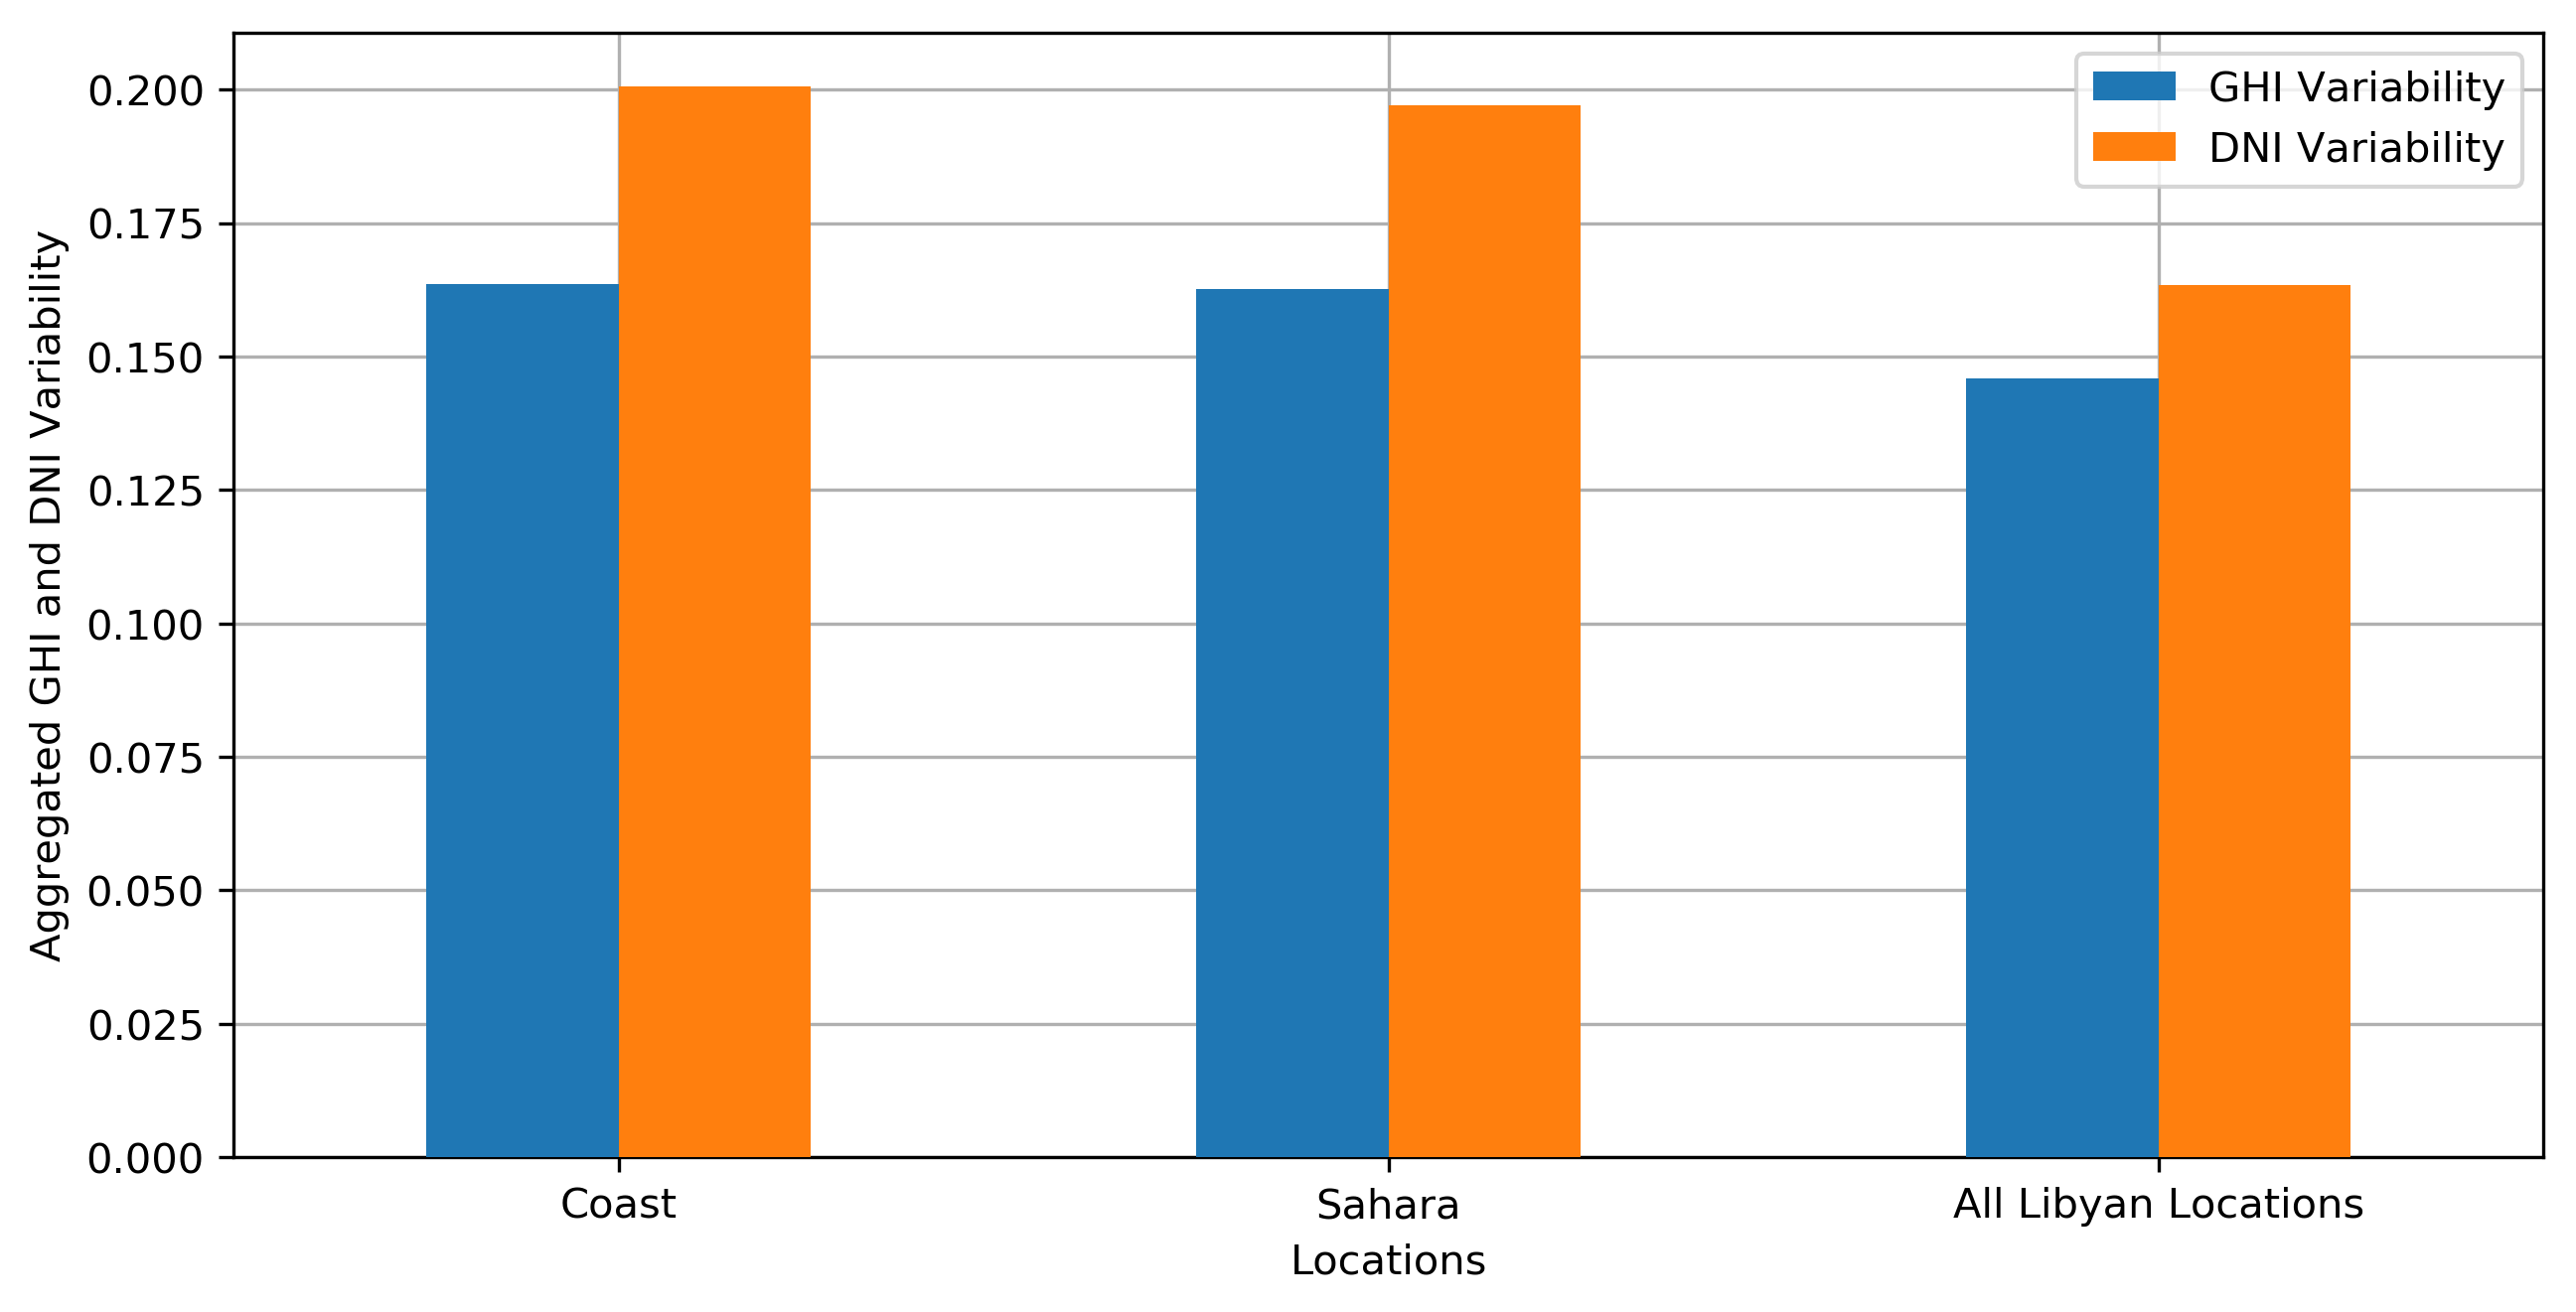 GHI Variability
DNI Variability
Aggregated GHI and DNI Variability
0.200
0.175
0.150
0.125
0.100
0.075
0.050
0.025
0.000
Coast
Sahara
All Libyan Locations
Locations